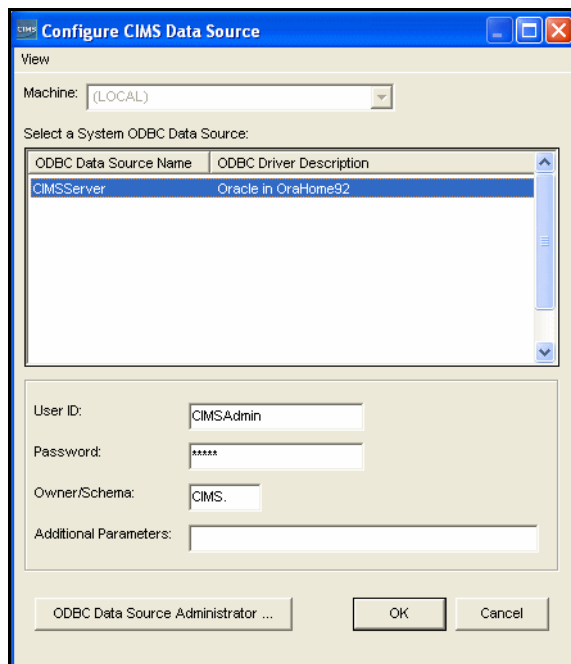 CIMS Configure CIMS Data Source
View
Machine: (LOCAL)
Select a System ODBC Data Source:
ODBC Data Source Name ODBC Driver Description
CIMSServer Oracle in OraHome92
User ID: CIMSAdmin
Password: *****
Owner/Schema: CIMS.
Additional Parameters:
ODBC Data Source Administrator ... OK Cancel